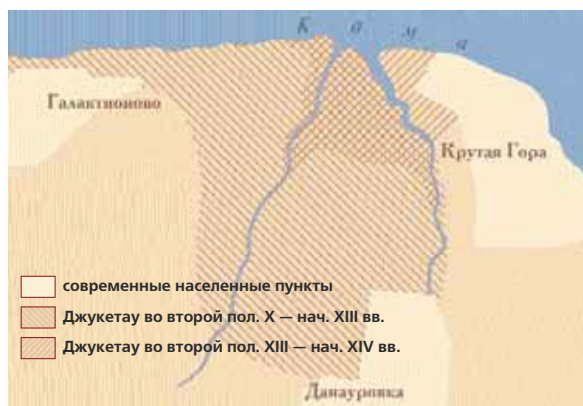 Кама
Галактионово
Крутая Гора
современные населенные пункты
Джукетау во второй пол. X — нач. XIII вв.
Джукетау во второй пол. XIII — нач. XIV вв.
Данауровка